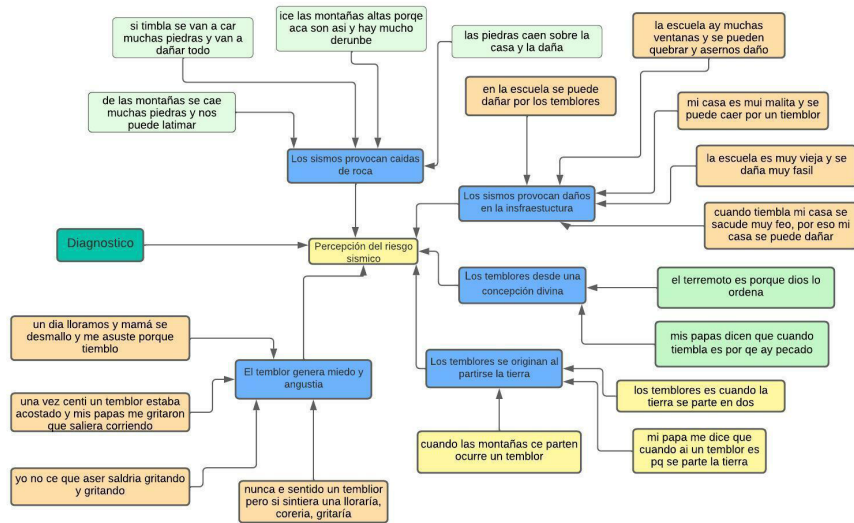 si timbla se van a car
muchas piedras y van a
dañar todo
ice las montañas altas porqe
aca son asi y hay mucho
derunbe
las piedras caen sobre la
casa y la daña
la escuela ay muchas
ventanas y se pueden
quebrar y asernos daño
de las montañas se cae
muchas piedras y nos
puede latimar
en la escuela se puede
dañar por los temblores
mi casa es mui malita y se
puede caer por un tiemblor
Los sismos provocan caidas
de roca
la escuela es muy vieja y se
daña muy fasil
Los sismos provocan daños
en la insfraestuctura
cuando tiembla mi casa se
sacude muy feo, por eso mi
casa se puede dañar
Diagnostico
Percepción del riesgo
sismico
Los temblores desde una
concepción divina
el terremoto es porque dios lo
ordena
mis papas dicen que cuando
tiembla es por qe ay pecado
un dia lloramos y mamá se
desmallo y me asuste porque
tiemblo
El temblor genera miedo y
angustia
Los temblores se originan al
partirse la tierra
una vez centi un temblor estaba
acostado y mis papas me gritaron
que saliera corriendo
los temblores es cuando la
tierra se parte en dos
cuando las montañas ce parten
ocurre un temblor
mi papa me dice que
cuando ai un temblor es
pq se parte la tierra
yo no ce que aser saldria gritando
y gritando
nunca e sentido un temblior
pero si sintiera una lloraría,
coreria, gritaría